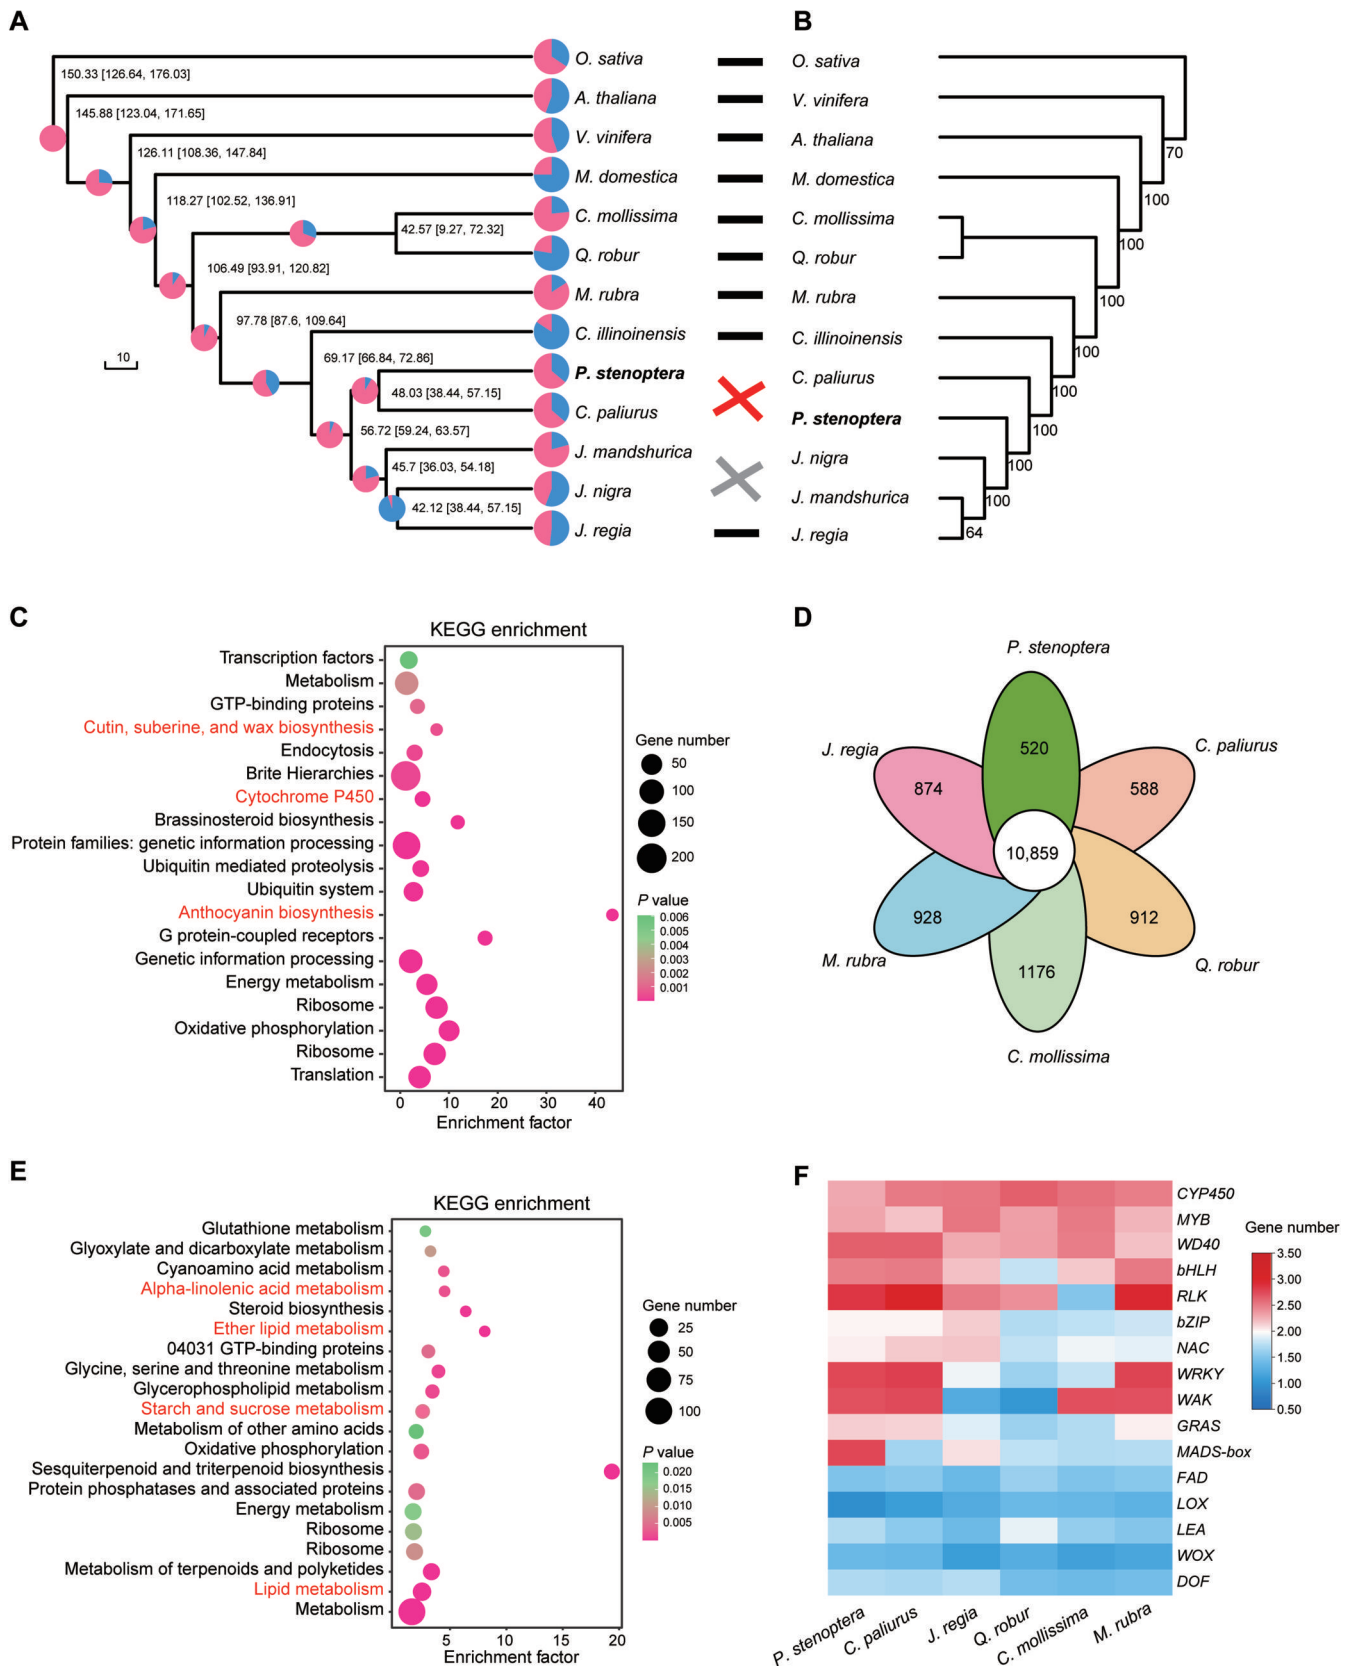 A
O. sativa
150.33 [126.64, 176.03]
A. thaliana
145.88 [123.04, 171.65]
V. vinifera
126.11 [108.36, 147.84]
M. domestica
118.27 [102.52, 136.91]
C. mollissima
42.57 [9.27, 72.32]
Q. robur
106.49 [93.91, 120.82]
M. rubra
97.78 [87.6, 109.64]
C. illinoinensis
10
69.17 [66.84, 72.86]
P. stenoptera
48.03 [38.44, 57.15]
C. paliurus
56.72 [59.24, 63.57]
J. mandshurica
45.7 [36.03, 54.18]
J. nigra
42.12 [38.44, 57.15]
J. regia
B
O. sativa
V. vinifera
A. thaliana
M. domestica
C. mollissima
Q. robur
M. rubra
C. illinoinensis
C. paliurus
P. stenoptera
J. nigra
J. mandshurica
J. regia
70
100
100
100
100
100
100
100
100
64
C
KEGG enrichment
Transcription factors
Metabolism
GTP-binding proteins
Cutin, suberine, and wax biosynthesis
Endocytosis
Brite Hierarchies
Cytochrome P450
Brassinosteroid biosynthesis
Protein families: genetic information processing
Ubiquitin mediated proteolysis
Ubiquitin system
Anthocyanin biosynthesis
G protein-coupled receptors
Genetic information processing
Energy metabolism
Ribosome
Oxidative phosphorylation
Ribosome
Translation
0 10 20 30 40
Enrichment factor
Gene number
50
100
150
200
P value
0.006
0.005
0.004
0.003
0.002
0.001
D
P. stenoptera
520
J. regia
874
C. paliurus
588
10,859
M. rubra
928
Q. robur
912
1176
C. mollissima
E
KEGG enrichment
Glutathione metabolism
Glyoxylate and dicarboxylate metabolism
Cyanoamino acid metabolism
Alpha-linolenic acid metabolism
Steroid biosynthesis
Ether lipid metabolism
04031 GTP-binding proteins
Glycine, serine and threonine metabolism
Glycerophospholipid metabolism
Starch and sucrose metabolism
Metabolism of other amino acids
Oxidative phosphorylation
Sesquiterpenoid and triterpenoid biosynthesis
Protein phosphatases and associated proteins
Energy metabolism
Ribosome
Ribosome
Metabolism of terpenoids and polyketides
Lipid metabolism
Metabolism
5 10 15 20
Enrichment factor
Gene number
25
50
75
100
P value
0.020
0.015
0.010
0.005
F
CYP450
MYB
WD40
bHLH
RLK
bZIP
NAC
WRKY
WAK
GRAS
MADS-box
FAD
LOX
LEA
WOX
DOF
P. stenoptera
C. paliurus
J. regia
Q. robur
C. mollissima
M. rubra
Gene number
3.50
3.00
2.50
2.00
1.50
1.00
0.50